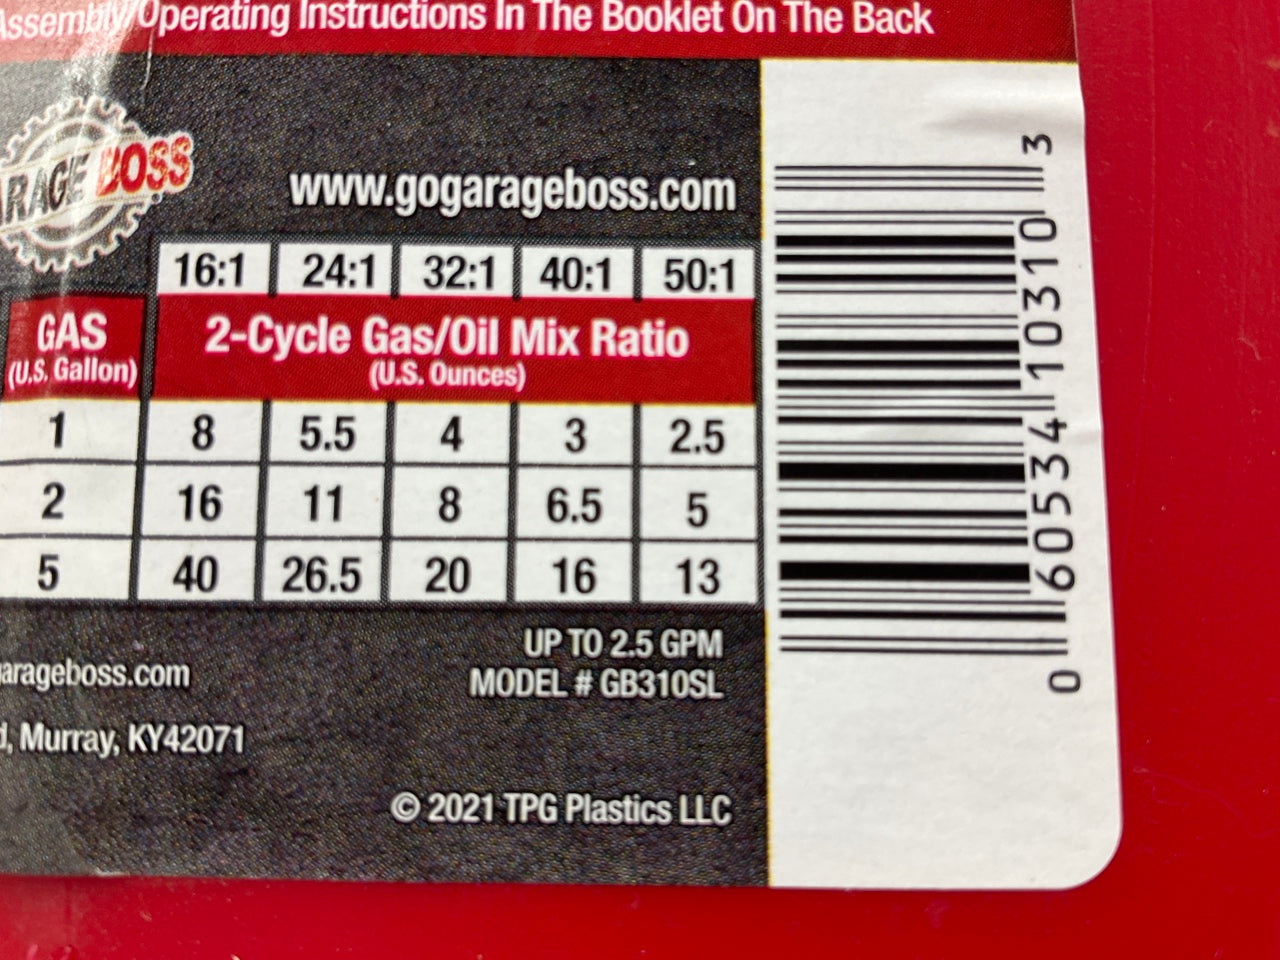 Assembly/Operating Instructions In The Booklet On The Back
ARAGE BOSS
www.gogarageboss.com
16:1 24:1 32:1 40:1 50:1
GAS 2-Cycle Gas/Oil Mix Ratio
(U.S. Gallon) (U.S. Ounces)
1 8 5.5 4 3 2.5
2 16 11 8 6.5 5
5 40 26.5 20 16 13
UP TO 2.5 GPM
arageboss.com MODEL # GB310SL
d, Murray, KY42071
© 2021 TPG Plastics LLC
0 60534 10310 3